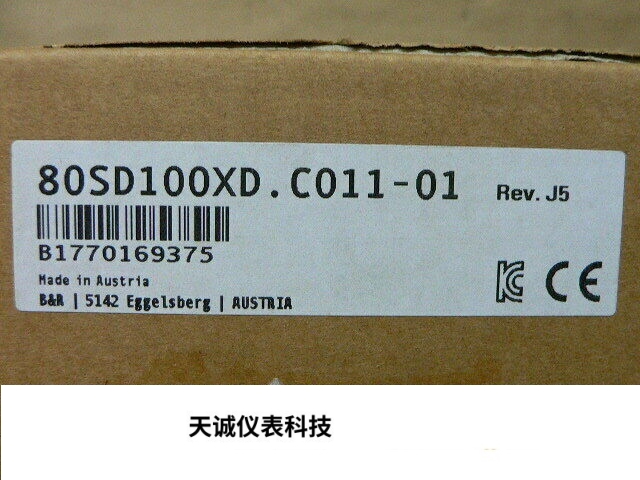 80SD100XD.C011-01 Rev. J5
B1770169375
Made in Austria
B&R | 5142 Eggelsberg | AUSTRIA
CE
天诚仪表科技